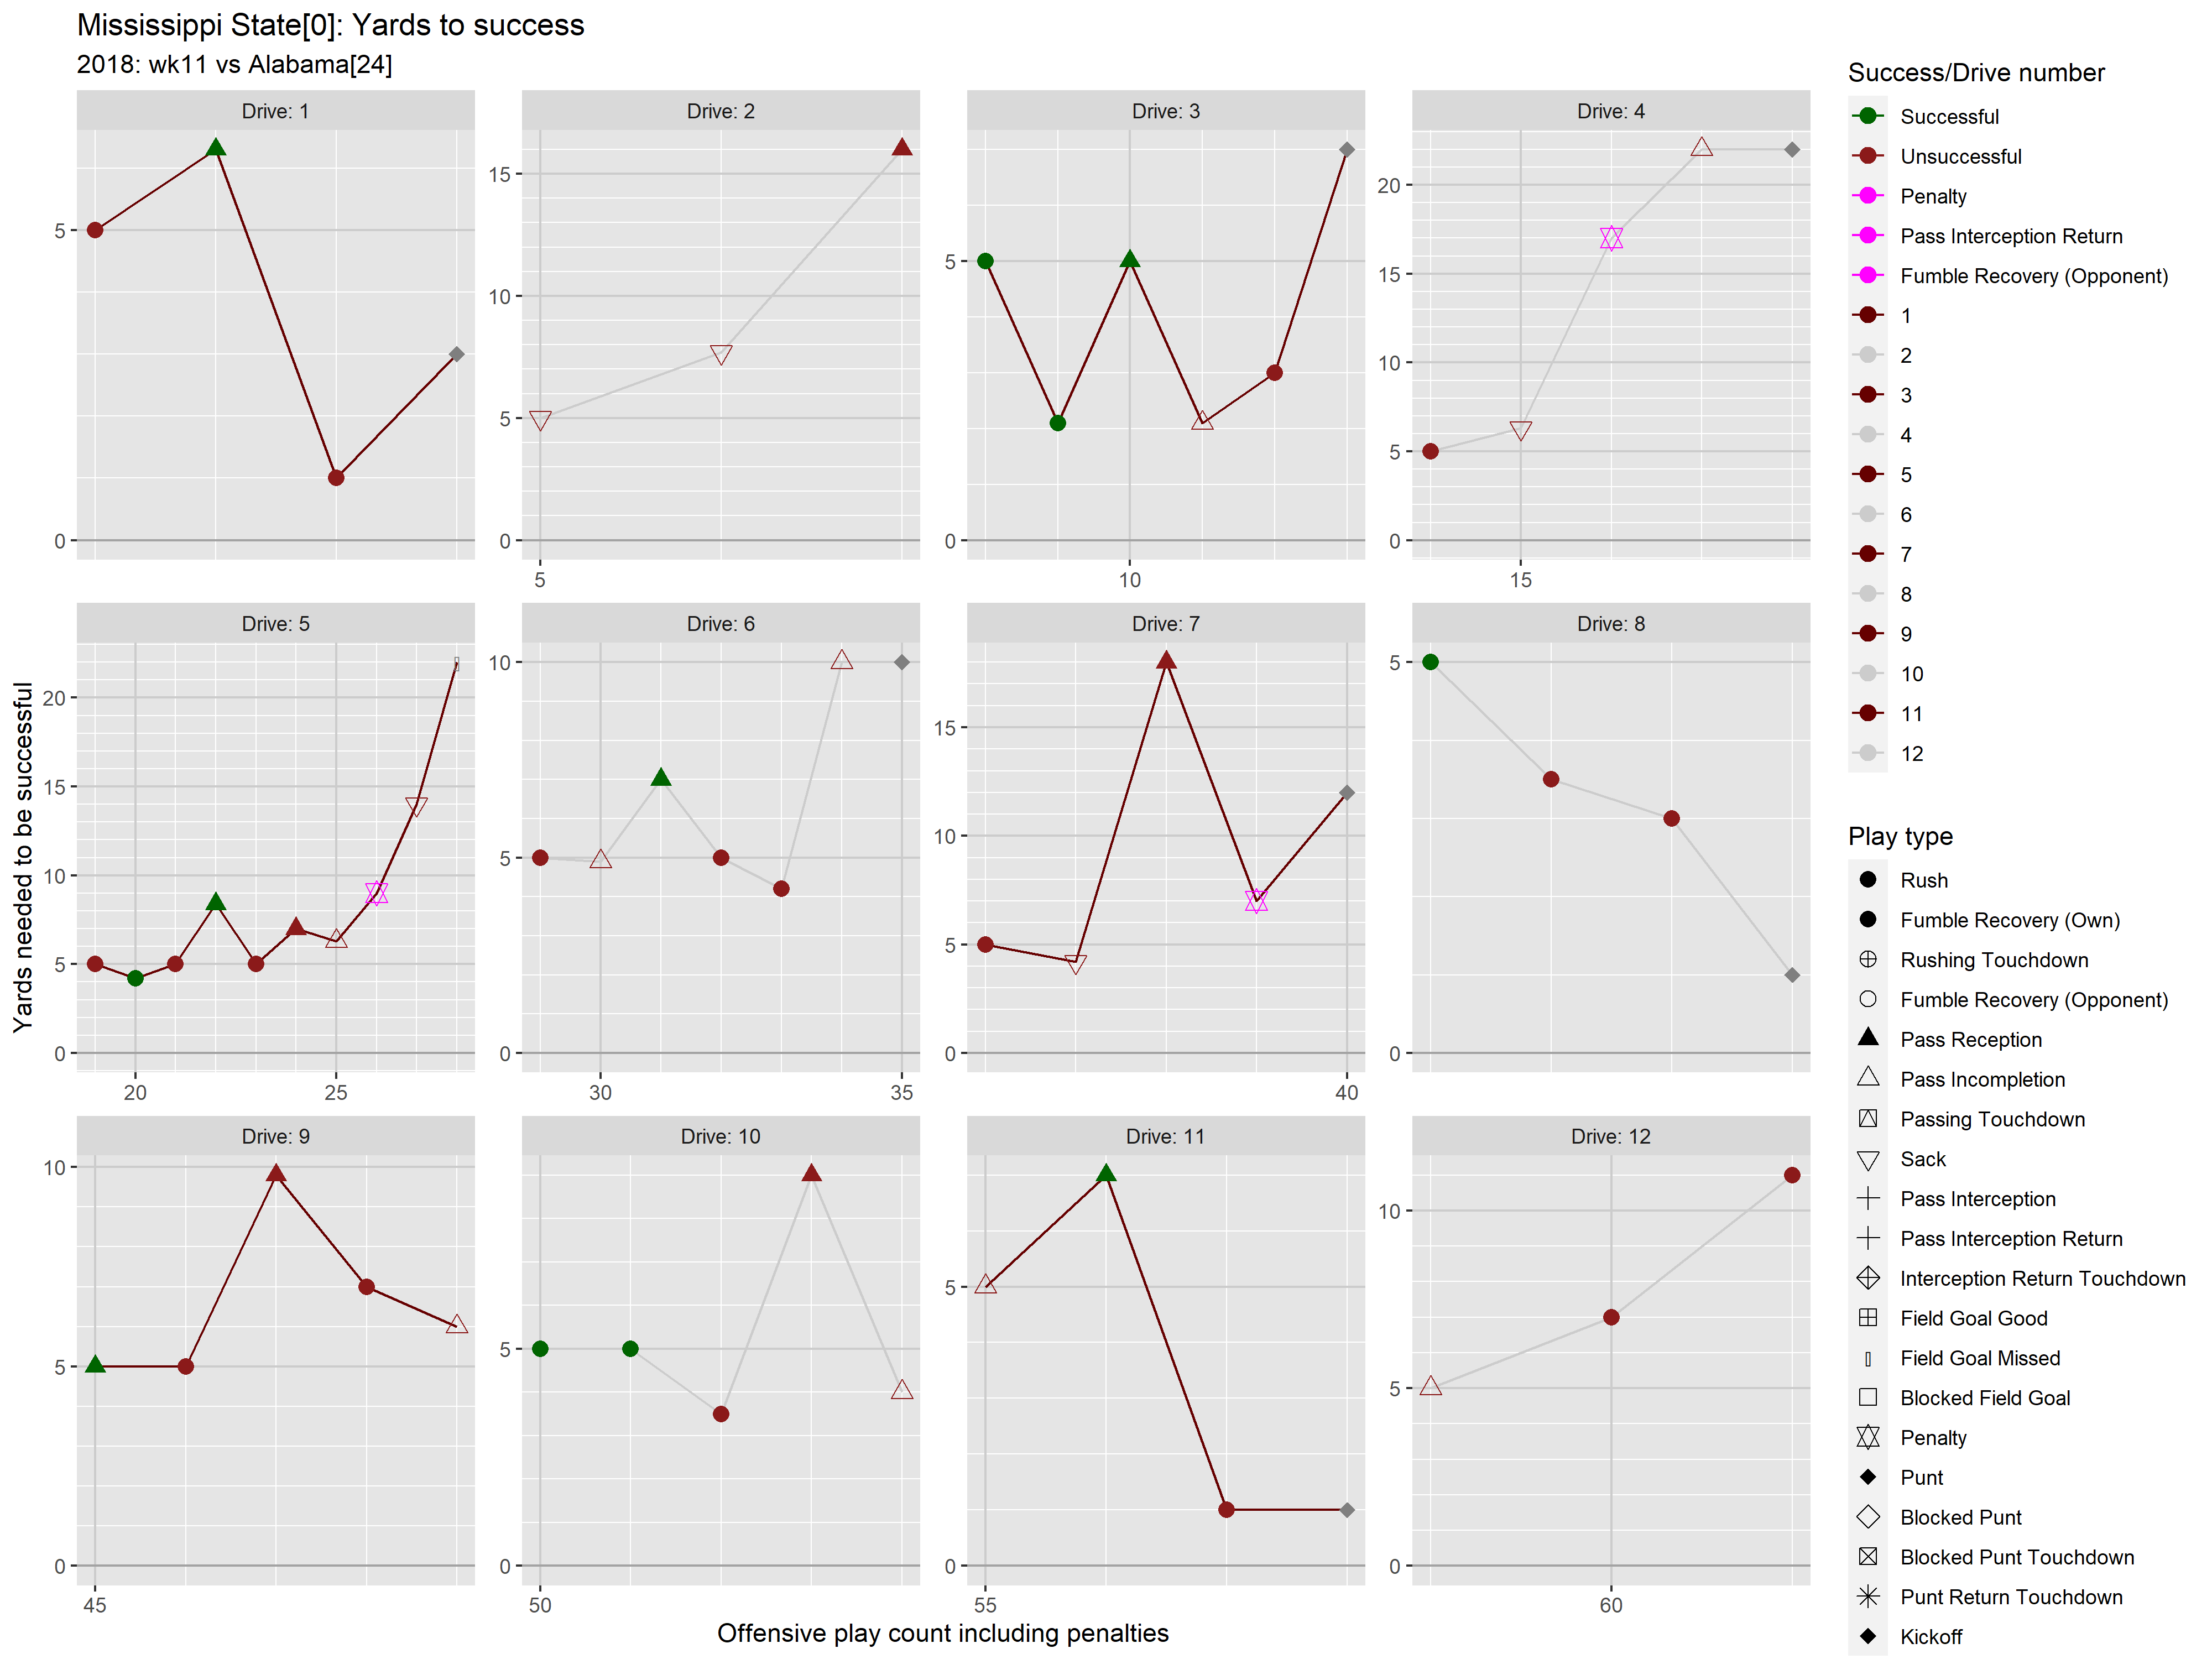 Mississippi State[0]: Yards to success
2018: wk11 vs Alabama[24]
Drive: 1
Drive: 2
Drive: 3
Drive: 4
5
0
15
10
5
0
5
5
0
10
20
15
10
5
0
15
Drive: 5
Drive: 6
Drive: 7
Drive: 8
20
15
10
5
0
20
25
10
5
0
30
35
15
10
5
0
40
5
0
Drive: 9
Drive: 10
Drive: 11
Drive: 12
10
5
0
45
5
0
50
5
0
55
10
5
0
60
Yards needed to be successful
Offensive play count including penalties
Success/Drive number
Successful
Unsuccessful
Penalty
Pass Interception Return
Fumble Recovery (Opponent)
1
2
3
4
5
6
7
8
9
10
11
12
Play type
Rush
Fumble Recovery (Own)
Rushing Touchdown
Fumble Recovery (Opponent)
Pass Reception
Pass Incompletion
Passing Touchdown
Sack
Pass Interception
Pass Interception Return
Interception Return Touchdown
Field Goal Good
Field Goal Missed
Blocked Field Goal
Penalty
Punt
Blocked Punt
Blocked Punt Touchdown
Punt Return Touchdown
Kickoff